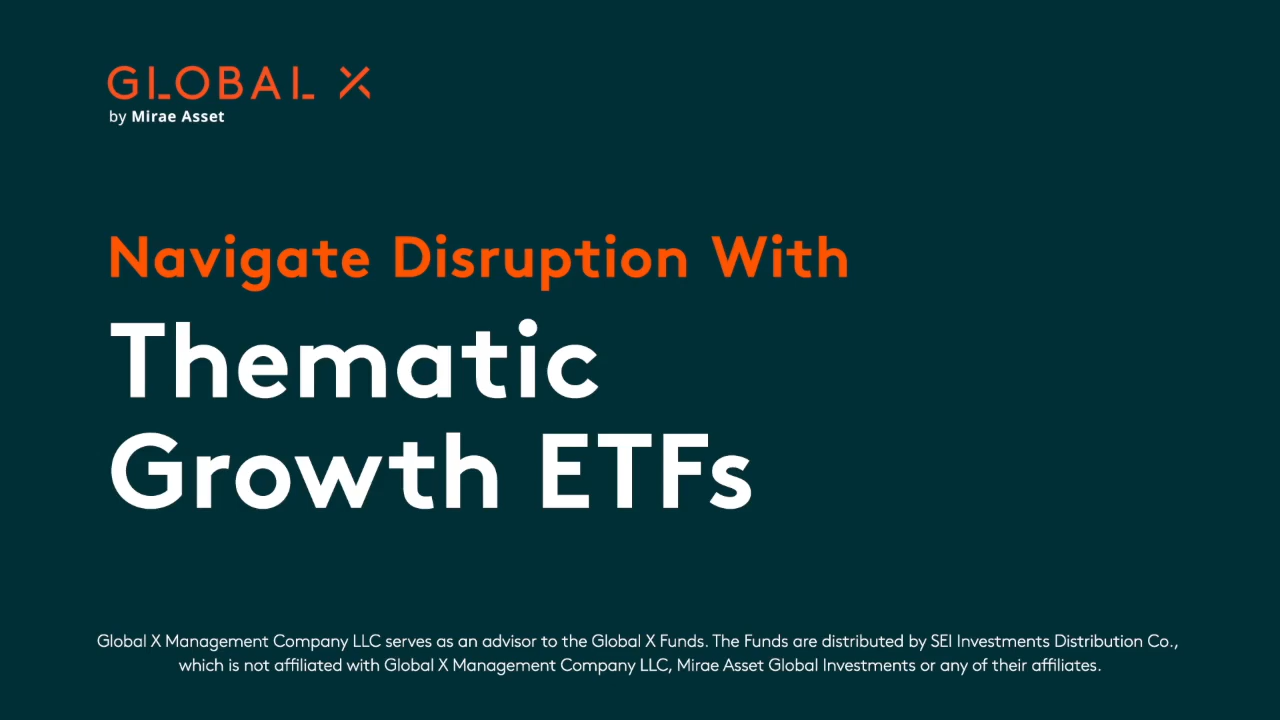 GLOBAL X
by Mirae Asset
Navigate Disruption With
Thematic
Growth ETFs
Global X Management Company LLC serves as an advisor to the Global X Funds. The Funds are distributed by SEI Investments Distribution Co.,
which is not affiliated with Global X Management Company LLC, Mirae Asset Global Investments or any of their affiliates.